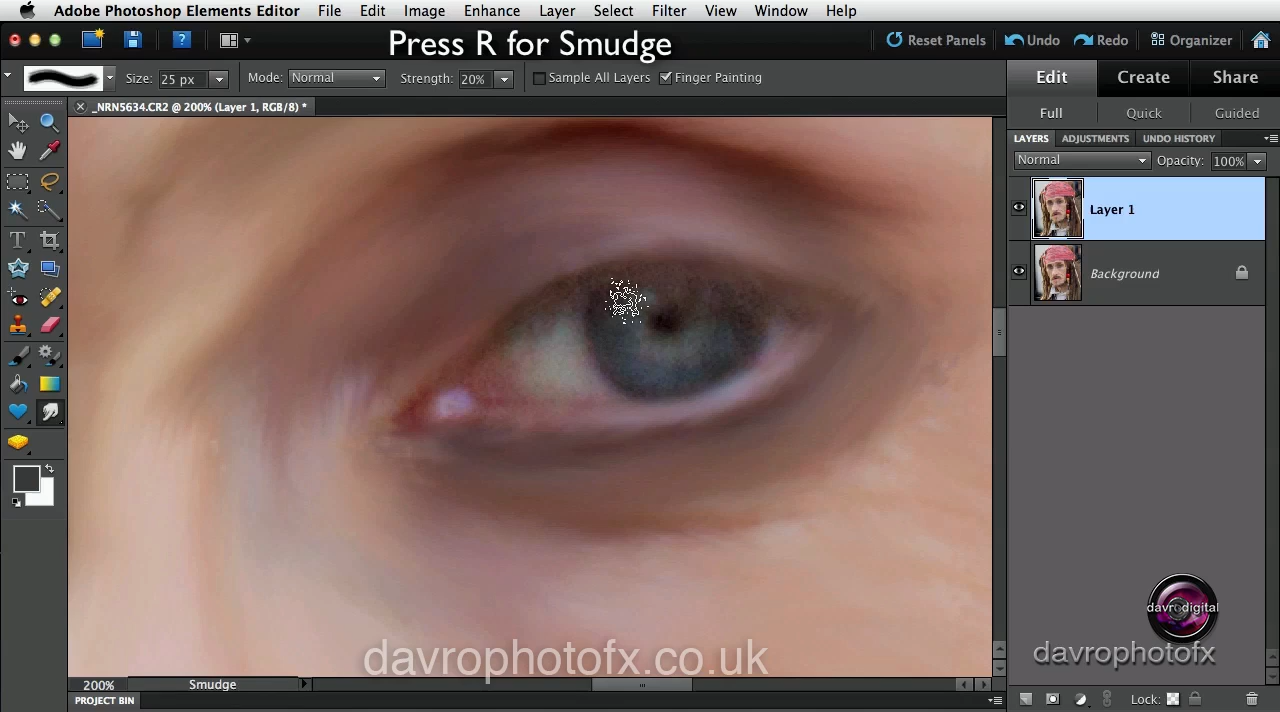 Adobe Photoshop Elements Editor File Edit Image Enhance Layer Select Filter View Window Help
Press R for Smudge
Reset Panels Undo Redo Organizer
Size: 25 px Mode: Normal Strength: 20% Sample All Layers Finger Painting
Edit Create Share
_NRN5634.CR2 @ 200% (Layer 1, RGB/8) *
Full Quick Guided
LAYERS ADJUSTMENTS UNDO HISTORY
Normal Opacity: 100%
Layer 1
Background
davrodigital
davrophotofx
davrophotofx.co.uk
200% Smudge
PROJECT BIN
Lock: